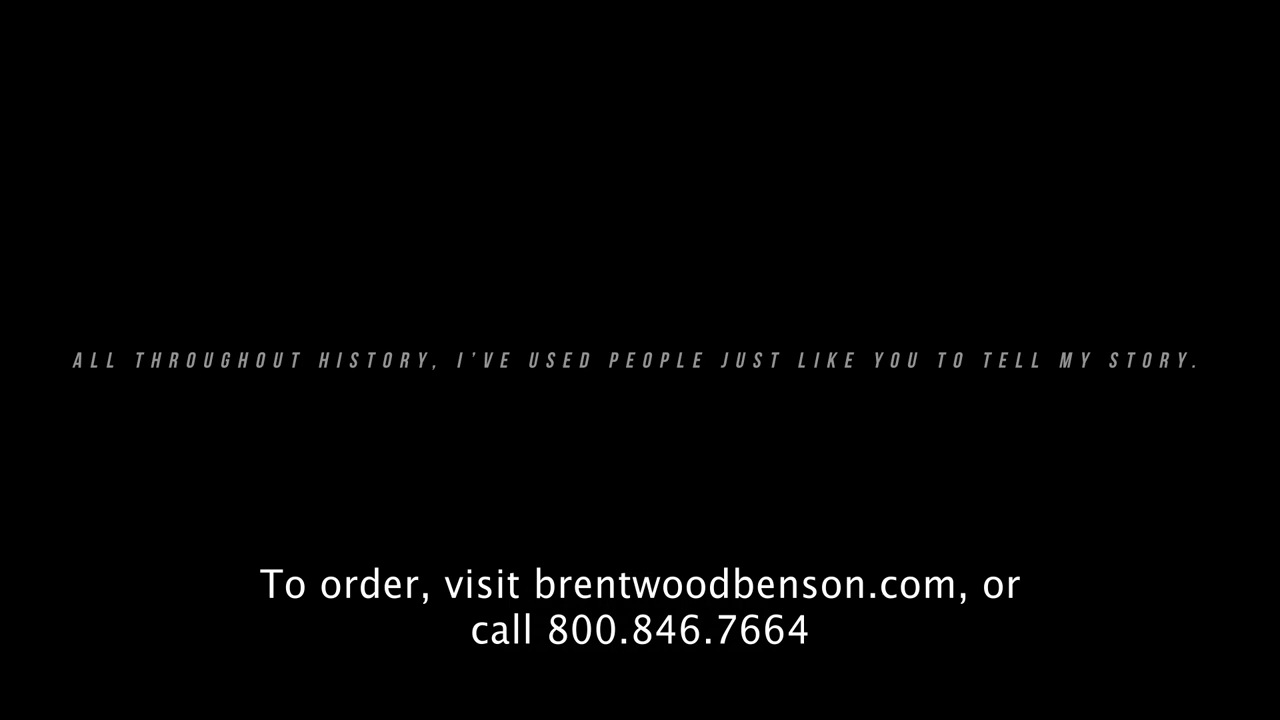 ALL THROUGHOUT HISTORY, I'VE USED PEOPLE JUST LIKE YOU TO TELL MY STORY.
To order, visit brentwoodbenson.com, or
call 800.846.7664